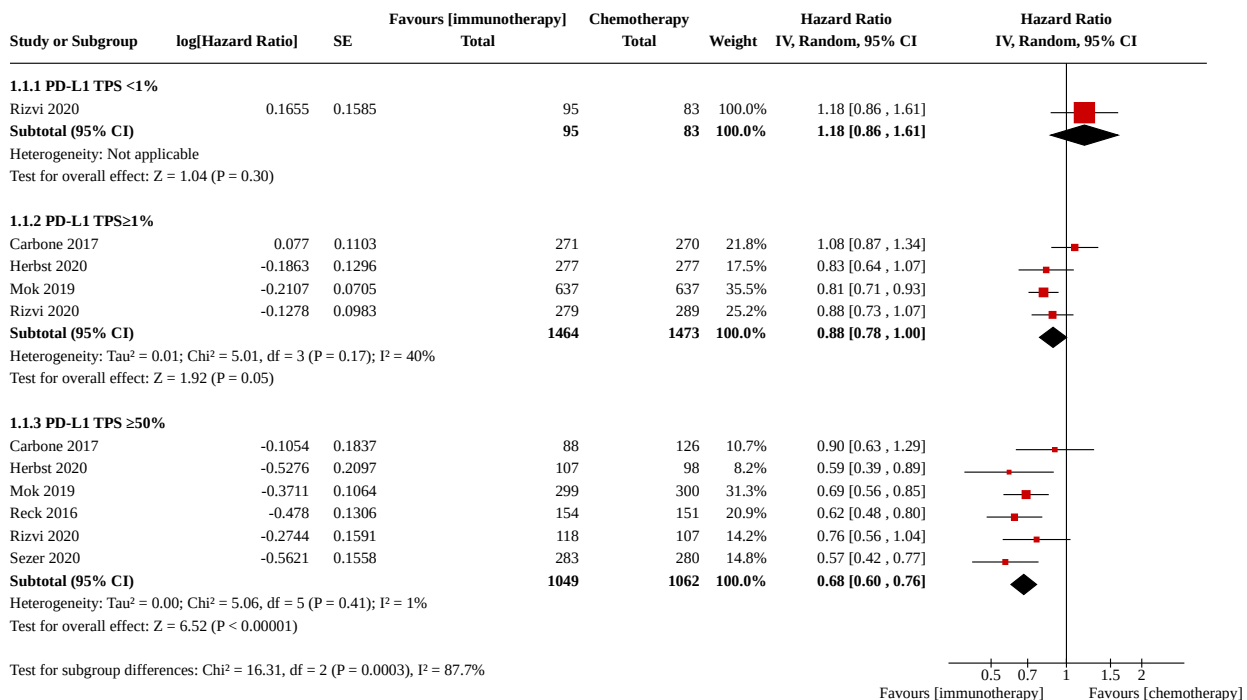 Favours [immunotherapy] Chemotherapy Hazard Ratio Hazard Ratio
Study or Subgroup log[Hazard Ratio] SE Total Total Weight IV, Random, 95% CI IV, Random, 95% CI
1.1.1 PD-L1 TPS <1%
Rizvi 2020 0.1655 0.1585 95 83 100.0% 1.18 [0.86 , 1.61]
Subtotal (95% CI) 95 83 100.0% 1.18 [0.86 , 1.61]
Heterogeneity: Not applicable
Test for overall effect: Z = 1.04 (P = 0.30)
1.1.2 PD-L1 TPS≥1%
Carbone 2017 0.077 0.1103 271 270 21.8% 1.08 [0.87 , 1.34]
Herbst 2020 -0.1863 0.1296 277 277 17.5% 0.83 [0.64 , 1.07]
Mok 2019 -0.2107 0.0705 637 637 35.5% 0.81 [0.71 , 0.93]
Rizvi 2020 -0.1278 0.0983 279 289 25.2% 0.88 [0.73 , 1.07]
Subtotal (95% CI) 1464 1473 100.0% 0.88 [0.78 , 1.00]
Heterogeneity: Tau² = 0.01; Chi² = 5.01, df = 3 (P = 0.17); I² = 40%
Test for overall effect: Z = 1.92 (P = 0.05)
1.1.3 PD-L1 TPS ≥50%
Carbone 2017 -0.1054 0.1837 88 126 10.7% 0.90 [0.63 , 1.29]
Herbst 2020 -0.5276 0.2097 107 98 8.2% 0.59 [0.39 , 0.89]
Mok 2019 -0.3711 0.1064 299 300 31.3% 0.69 [0.56 , 0.85]
Reck 2016 -0.478 0.1306 154 151 20.9% 0.62 [0.48 , 0.80]
Rizvi 2020 -0.2744 0.1591 118 107 14.2% 0.76 [0.56 , 1.04]
Sezer 2020 -0.5621 0.1558 283 280 14.8% 0.57 [0.42 , 0.77]
Subtotal (95% CI) 1049 1062 100.0% 0.68 [0.60 , 0.76]
Heterogeneity: Tau² = 0.00; Chi² = 5.06, df = 5 (P = 0.41); I² = 1%
Test for overall effect: Z = 6.52 (P < 0.00001)
Test for subgroup differences: Chi² = 16.31, df = 2 (P = 0.0003), I² = 87.7%
0.5 0.7 1 1.5 2
Favours [immunotherapy] Favours [chemotherapy]